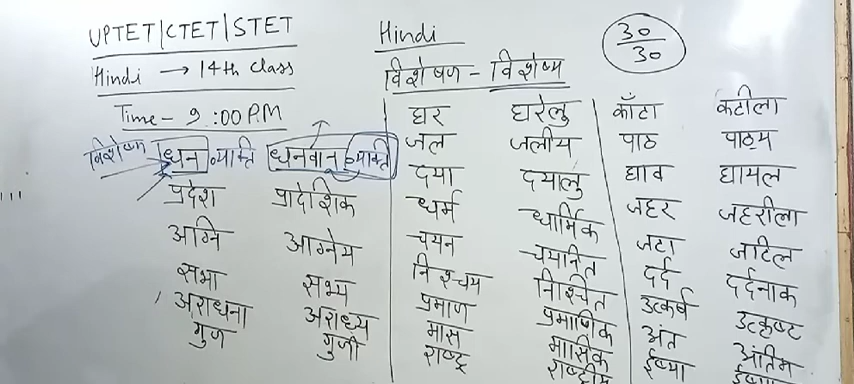 UPTET/CTET/STET
Hindi → 14th Class
Time - 9:00 P.M
Hindi
विशेषण - विशेष्य
30/30
विशेष्य धन व्यक्ति धनवान व्यक्ति
प्रदेश प्रादेशिक
अग्नि आग्नेय
सभा सभ्य
अराधना अराध्य
गुण गुणी
घर घरेलु
जल जलीय
दया दयालु
धर्म धार्मिक
चयन चयनित
निश्चय निश्चित
प्रमाण प्रमाणिक
मास मासिक
राष्ट्र राष्ट्रीय
काँटा कटीला
पाठ पाठ्य
घाव घायल
जहर जहरीला
जटा जटिल
दर्द दर्दनाक
उत्कर्ष उत्कृष्ट
अंत अंतिम
ईष्या